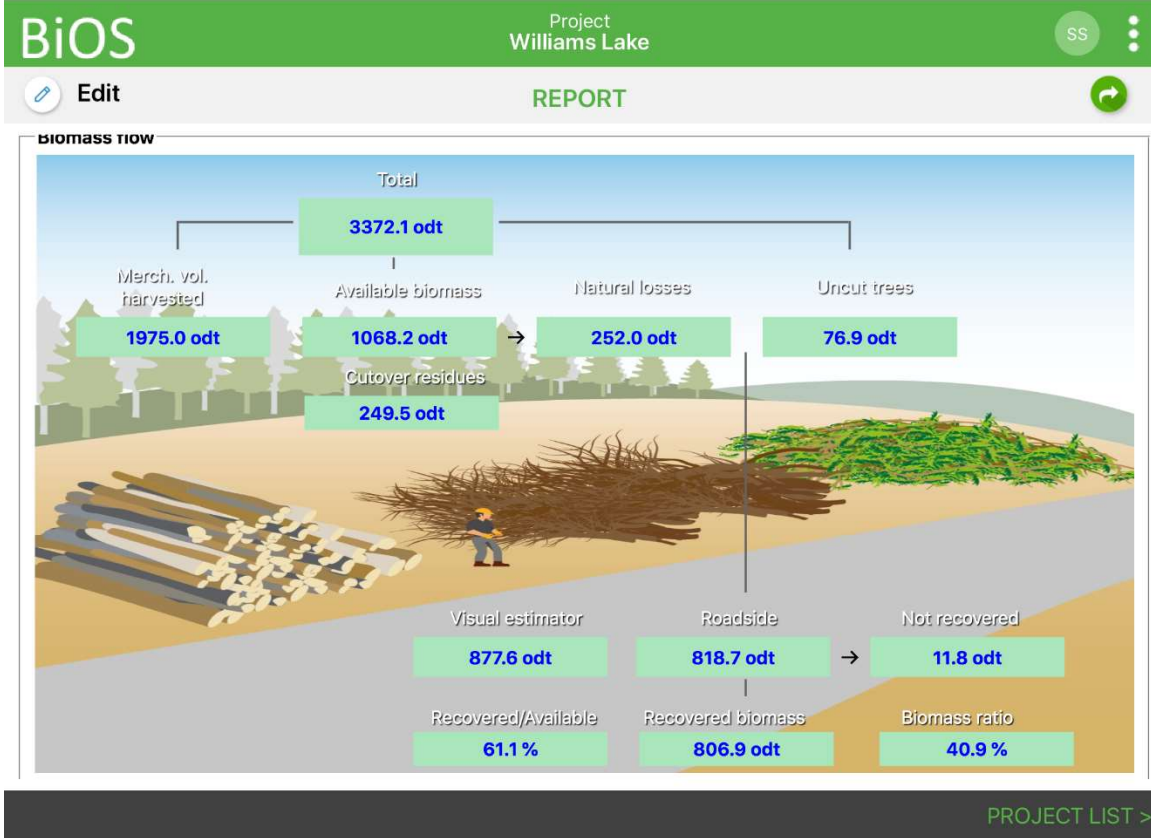 BiOS
Project
Williams Lake
SS
Edit
REPORT
Biomass flow
Total
3372.1 odt
Merch. vol.
harvested
Available biomass
Natural losses
Uncut trees
1975.0 odt
1068.2 odt
→
252.0 odt
76.9 odt
Cutover residues
249.5 odt
Visual estimator
Roadside
Not recovered
877.6 odt
818.7 odt
→
11.8 odt
Recovered/Available
Recovered biomass
Biomass ratio
61.1 %
806.9 odt
40.9 %
PROJECT LIST >